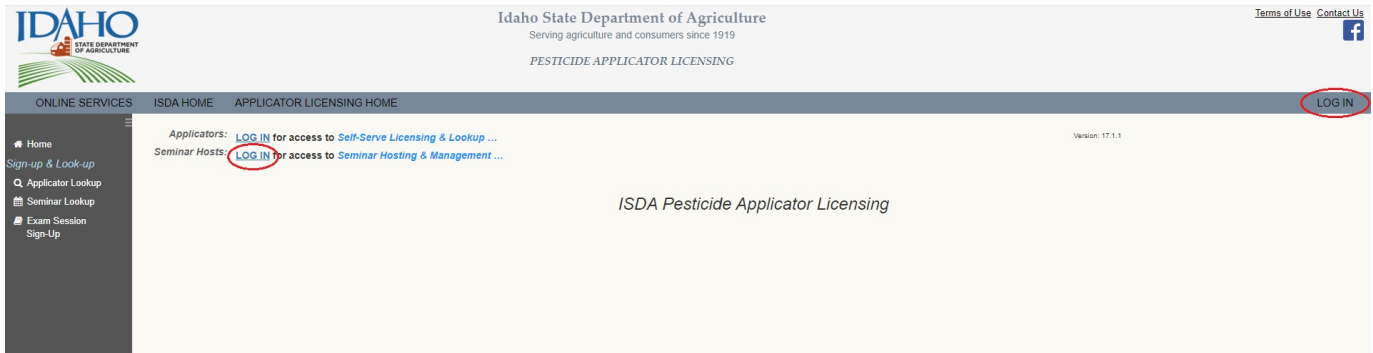 IDAHO
STATE DEPARTMENT
OF AGRICULTURE
Idaho State Department of Agriculture
Serving agriculture and consumers since 1919
PESTICIDE APPLICATOR LICENSING
Terms of Use Contact Us
ONLINE SERVICES ISDA HOME APPLICATOR LICENSING HOME LOG IN
Home
Sign-up & Look-up
Applicator Lookup
Seminar Lookup
Exam Session
Sign-Up
Applicators: LOG IN for access to Self-Serve Licensing & Lookup ...
Seminar Hosts: LOG IN for access to Seminar Hosting & Management ...
Version: 17.1.1
ISDA Pesticide Applicator Licensing